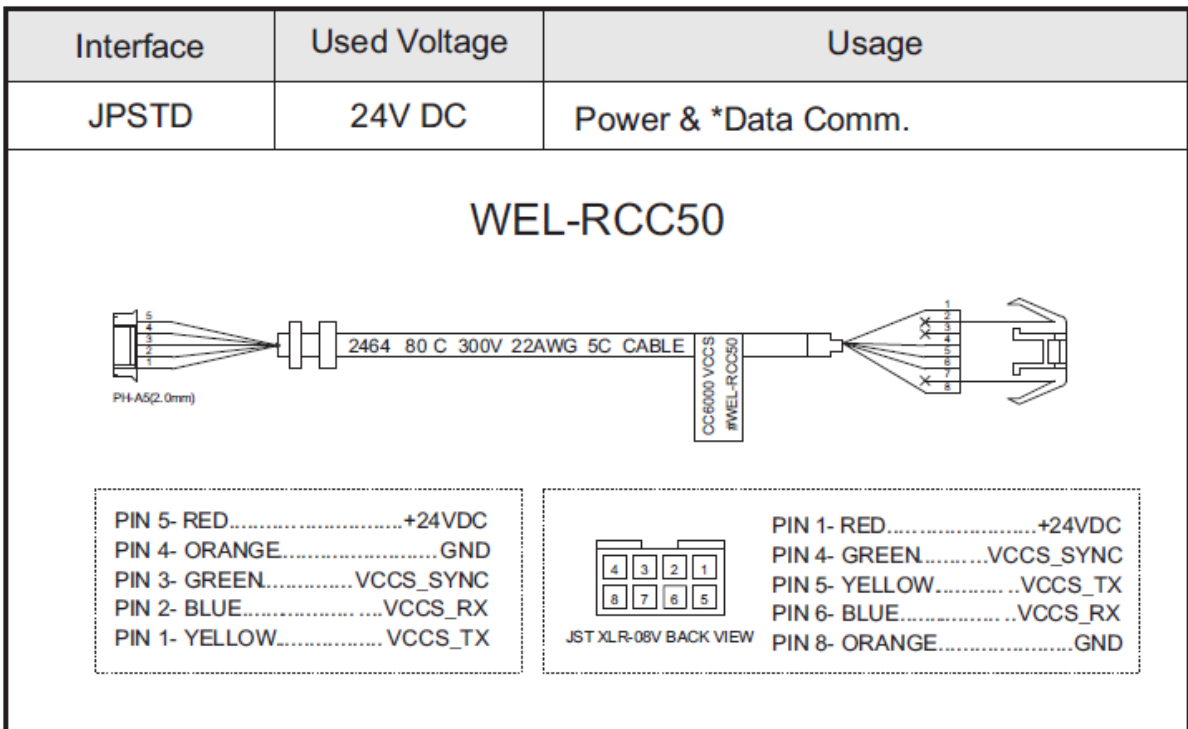 Interface Used Voltage Usage
JPSTD 24V DC Power & *Data Comm.
WEL-RCC50
5
4
3
2
1
PH-A5(2.0mm)
2464 80 C 300V 22AWG 5C CABLE
CC6000 VCCS
#WEL-RCC50
1
2
3
4
5
6
7
8
PIN 5- RED.............................+24VDC
PIN 4- ORANGE..........................GND
PIN 3- GREEN................VCCS_SYNC
PIN 2- BLUE.......................VCCS_RX
PIN 1- YELLOW..................VCCS_TX
4 3 2 1
8 7 6 5
JST XLR-08V BACK VIEW
PIN 1- RED.........................+24VDC
PIN 4- GREEN...........VCCS_SYNC
PIN 5- YELLOW..............VCCS_TX
PIN 6- BLUE...................VCCS_RX
PIN 8- ORANGE.......................GND